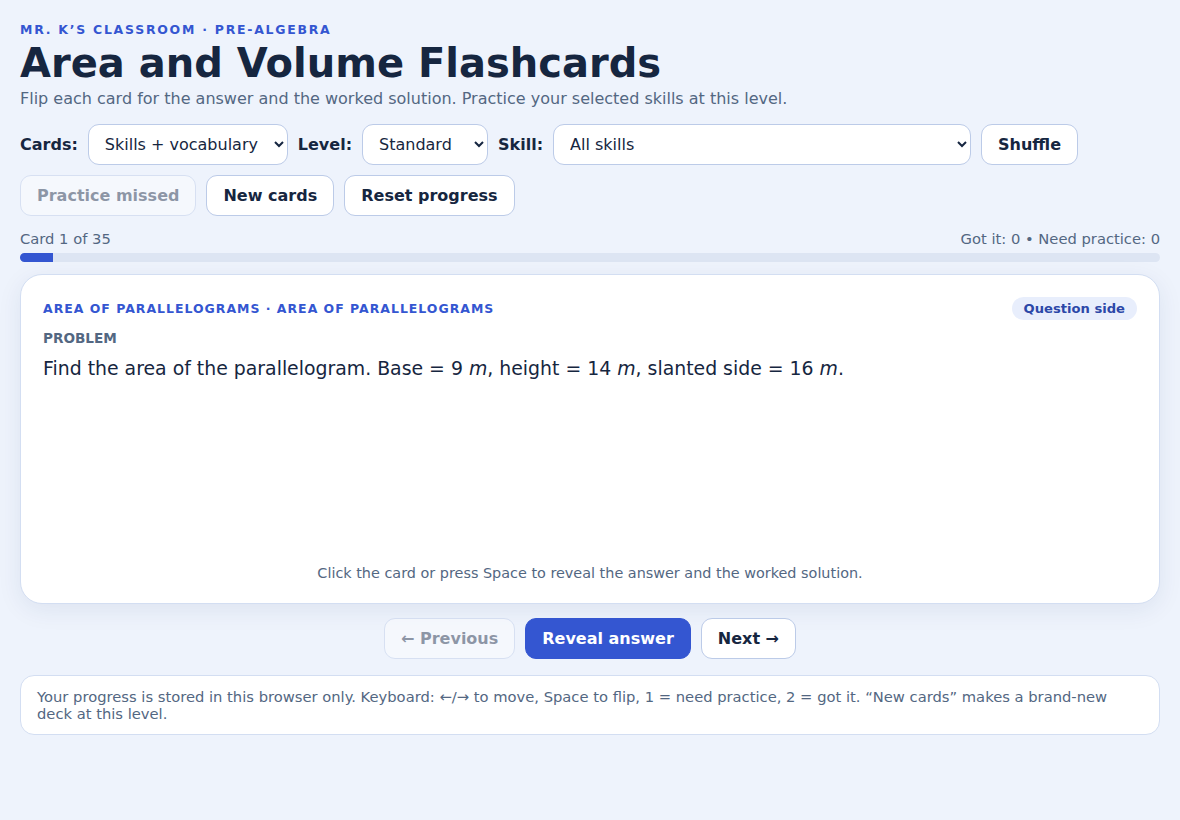 MR. K’S CLASSROOM · PRE-ALGEBRA
Area and Volume Flashcards
Flip each card for the answer and the worked solution. Practice your selected skills at this level.
Cards: Skills + vocabulary Level: Standard Skill: All skills Shuffle
Practice missed New cards Reset progress
Card 1 of 35 Got it: 0 • Need practice: 0
AREA OF PARALLELOGRAMS · AREA OF PARALLELOGRAMS Question side
PROBLEM
Find the area of the parallelogram. Base = 9 m, height = 14 m, slanted side = 16 m.
Click the card or press Space to reveal the answer and the worked solution.
← Previous Reveal answer Next →
Your progress is stored in this browser only. Keyboard: ←/→ to move, Space to flip, 1 = need practice, 2 = got it. “New cards” makes a brand-new
deck at this level.